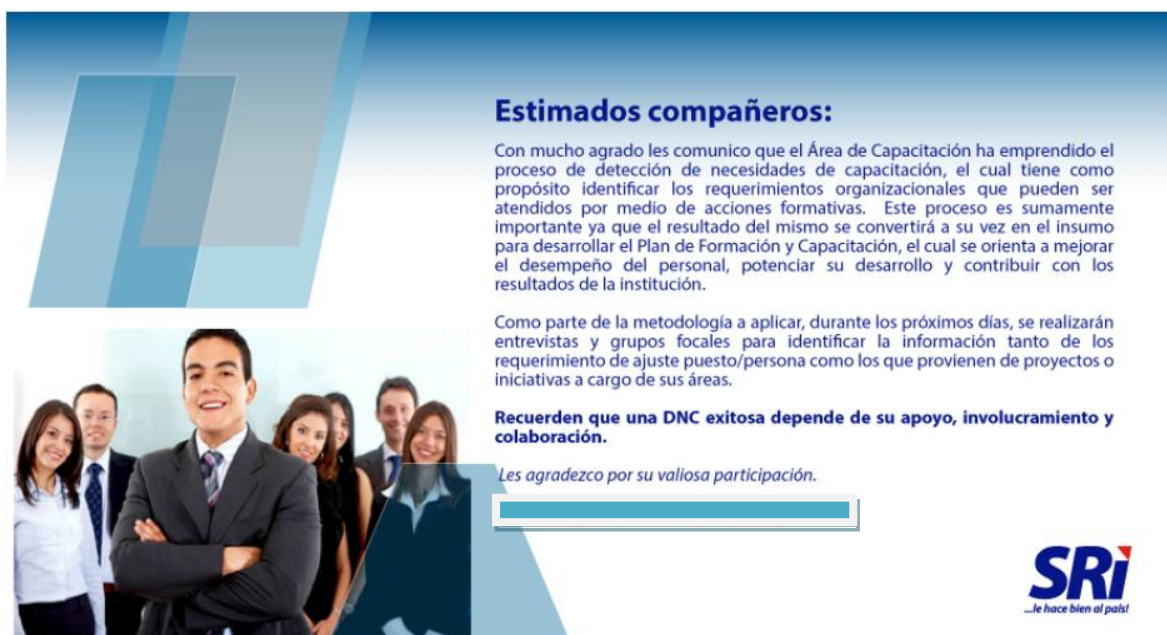 Estimados compañeros:
Con mucho agrado les comunico que el Área de Capacitación ha emprendido el
proceso de detección de necesidades de capacitación, el cual tiene como
propósito identificar los requerimientos organizacionales que pueden ser
atendidos por medio de acciones formativas. Este proceso es sumamente
importante ya que el resultado del mismo se convertirá a su vez en el insumo
para desarrollar el Plan de Formación y Capacitación, el cual se orienta a mejorar
el desempeño del personal, potenciar su desarrollo y contribuir con los
resultados de la institución.
Como parte de la metodología a aplicar, durante los próximos días, se realizarán
entrevistas y grupos focales para identificar la información tanto de los
requerimiento de ajuste puesto/persona como los que provienen de proyectos o
iniciativas a cargo de sus áreas.
Recuerden que una DNC exitosa depende de su apoyo, involucramiento y
colaboración.
Les agradezco por su valiosa participación.
SRi
...le hace bien al país!